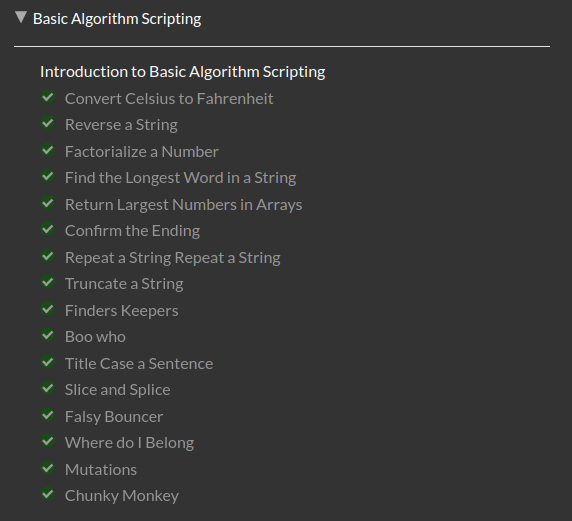 Basic Algorithm Scripting
Introduction to Basic Algorithm Scripting
Convert Celsius to Fahrenheit
Reverse a String
Factorialize a Number
Find the Longest Word in a String
Return Largest Numbers in Arrays
Confirm the Ending
Repeat a String Repeat a String
Truncate a String
Finders Keepers
Boo who
Title Case a Sentence
Slice and Splice
Falsy Bouncer
Where do I Belong
Mutations
Chunky Monkey